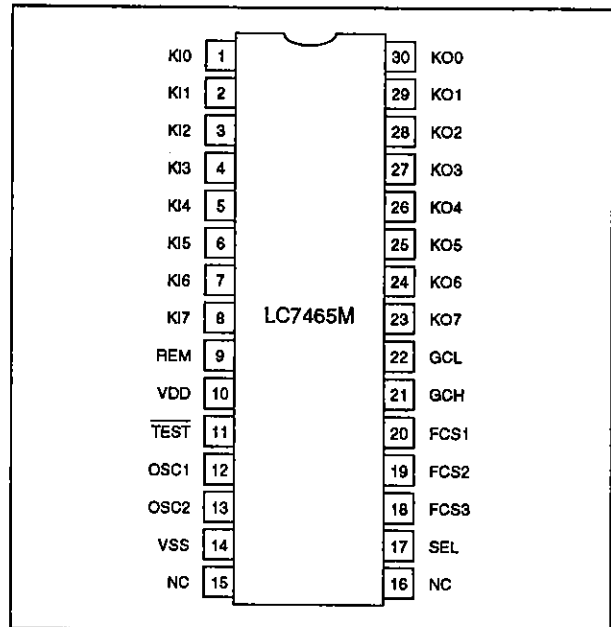 KI0 1 30 KO0
KI1 2 29 KO1
KI2 3 28 KO2
KI3 4 27 KO3
KI4 5 26 KO4
KI5 6 25 KO5
KI6 7 24 KO6
KI7 8 23 KO7
LC7465M
REM 9 22 GCL
VDD 10 21 GCH
TEST 11 20 FCS1
OSC1 12 19 FCS2
OSC2 13 18 FCS3
VSS 14 17 SEL
NC 15 16 NC